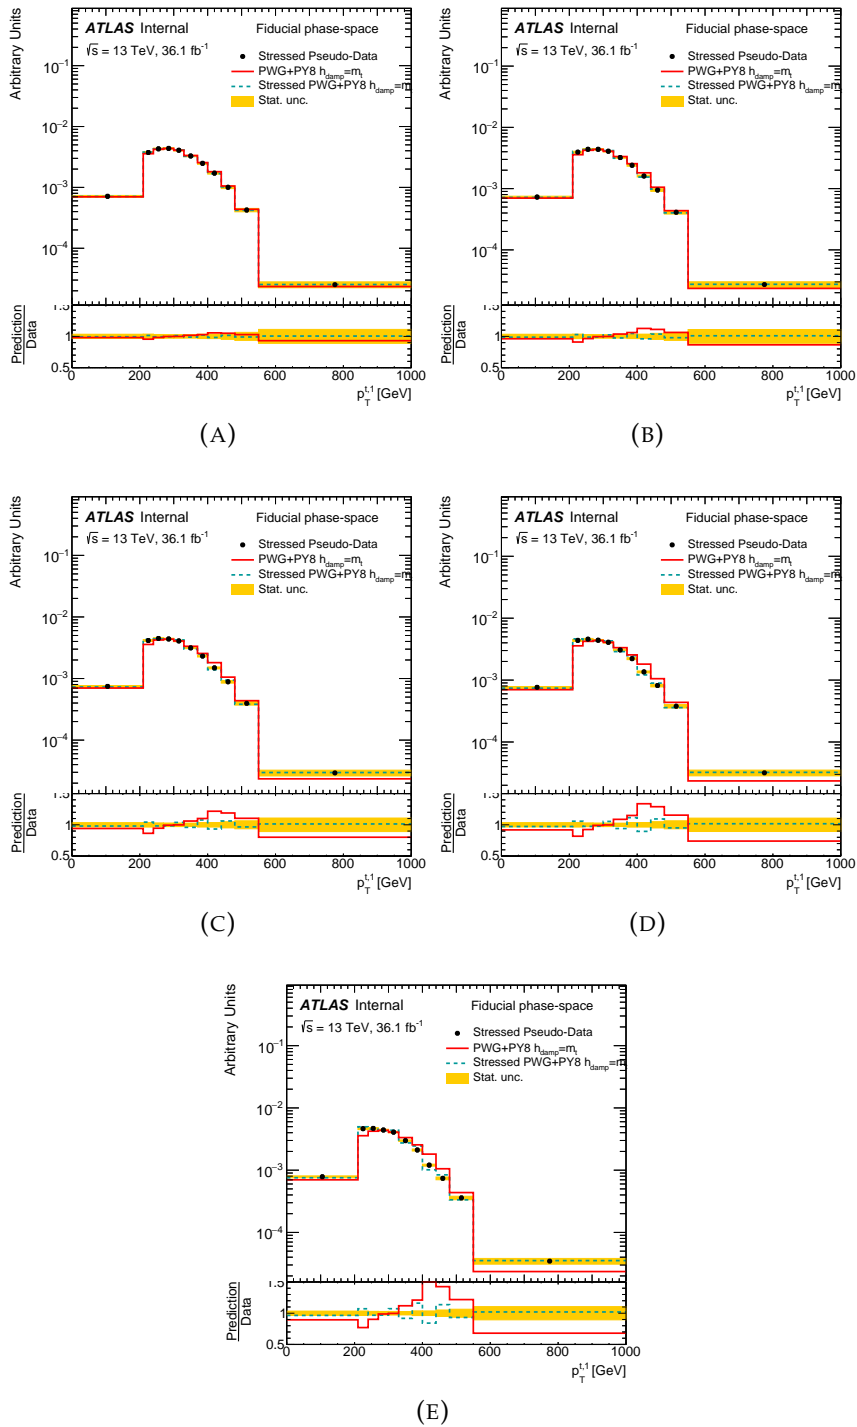 ATLAS Internal
Fiducial phase-space
√s = 13 TeV, 36.1 fb⁻¹
Stressed Pseudo-Data
PWG+PY8 h_damp=m_t
Stressed PWG+PY8 h_damp=m
Stat. unc.
Arbitrary Units
10⁻¹
10⁻²
10⁻³
10⁻⁴
Prediction
Data
1.5
1
0.5
0 200 400 600 800 1000
p_T^{t,1} [GeV]
(A)
ATLAS Internal
Fiducial phase-space
√s = 13 TeV, 36.1 fb⁻¹
Stressed Pseudo-Data
PWG+PY8 h_damp=m_t
Stressed PWG+PY8 h_damp=m
Stat. unc.
Arbitrary Units
10⁻¹
10⁻²
10⁻³
10⁻⁴
Prediction
Data
1.5
1
0.5
0 200 400 600 800 1000
p_T^{t,1} [GeV]
(B)
ATLAS Internal
Fiducial phase-space
√s = 13 TeV, 36.1 fb⁻¹
Stressed Pseudo-Data
PWG+PY8 h_damp=m_t
Stressed PWG+PY8 h_damp=m
Stat. unc.
Arbitrary Units
10⁻¹
10⁻²
10⁻³
10⁻⁴
Prediction
Data
1.5
1
0.5
0 200 400 600 800 1000
p_T^{t,1} [GeV]
(C)
ATLAS Internal
Fiducial phase-space
√s = 13 TeV, 36.1 fb⁻¹
Stressed Pseudo-Data
PWG+PY8 h_damp=m_t
Stressed PWG+PY8 h_damp=m
Stat. unc.
Arbitrary Units
10⁻¹
10⁻²
10⁻³
10⁻⁴
Prediction
Data
1.5
1
0.5
0 200 400 600 800 1000
p_T^{t,1} [GeV]
(D)
ATLAS Internal
Fiducial phase-space
√s = 13 TeV, 36.1 fb⁻¹
Stressed Pseudo-Data
PWG+PY8 h_damp=m_t
Stressed PWG+PY8 h_damp=m
Stat. unc.
Arbitrary Units
10⁻¹
10⁻²
10⁻³
10⁻⁴
Prediction
Data
1.5
1
0.5
0 200 400 600 800 1000
p_T^{t,1} [GeV]
(E)